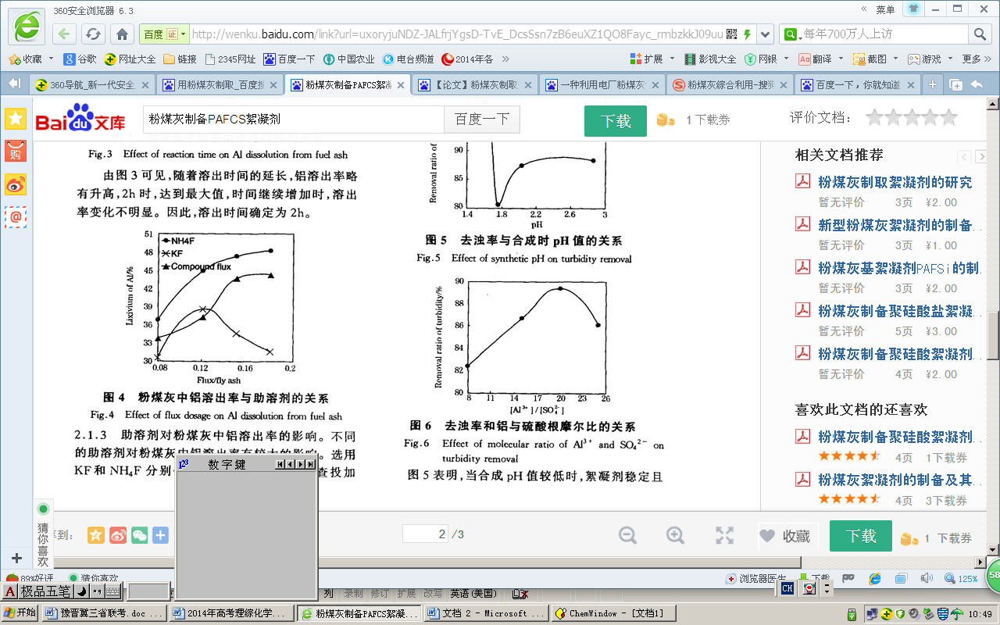 360安全浏览器 6.3
« 菜单
百度 证 http://wenku.baidu.com/link?url=uxoryjuNDZ-JALfrjYgsD-TvE_DcsSsn7zB6euXZ1QO8Fayc_rmbzkkJ09uu
每年700万人上访
收藏 谷歌 网址大全 链接 2345网址 百度一下 中国农业 电台频道 2014年各 »
扩展 影视大全 网银 翻译 截图 游戏 更多 »
360导航_新一代安全
用粉煤灰制取_百度搜
粉煤灰制备PAFCS絮凝
【论文】粉煤灰制取
一种利用电厂粉煤灰
粉煤灰综合利用-搜狗
百度一下，你就知道
Bai du 文库
粉煤灰制备PAFCS絮凝剂
百度一下
下载
1 下载券
评价文档：
Fig.3 Effect of reaction time on Al dissolution from fuel ash
由图3可见,随着溶出时间的延长,铝溶出率略
有升高,2h时,达到最大值,时间继续增加时,溶出
率变化不明显。因此,溶出时间确定为2h。
51
48
45
42
39
36
33
30
Lixivium of Al/%
NH4F
KF
Compound flux
0.08 0.12 0.16 0.2
Flux/fly ash
图4 粉煤灰中铝溶出率与助溶剂的关系
Fig.4 Effect of flux dosage on Al dissolution from fuel ash
2.1.3 助溶剂对粉煤灰中铝溶出率的影响。不同
的助溶剂对粉煤灰中铝溶出率有较大的影响。选用
KF和NH₄F分别
查投加
Removal ratio of
90
85
80
1.4 1.8 2.2 2.6 3
pH
图5 去浊率与合成时pH值的关系
Fig.5 Effect of synthetic pH on turbidity removal
90
88
86
84
82
80
Removal ratio of turbidity/%
8 11 14 17 20 23 26
[Al³⁺]/[SO₄²⁻]
图6 去浊率和铝与硫酸根摩尔比的关系
Fig.6 Effect of molecular ratio of Al³⁺ and SO₄²⁻ on
turbidity removal
图5表明,当合成pH值较低时,絮凝剂稳定且
相关文档推荐
粉煤灰制取絮凝剂的研究
暂无评价 3页 ¥2.00
新型粉煤灰絮凝剂的制备..
暂无评价 3页 ¥1.00
粉煤灰基絮凝剂PAFSi的制.
暂无评价 3页 ¥2.00
粉煤灰制备聚硅酸盐絮凝..
暂无评价 5页 ¥3.00
粉煤灰制备聚硅酸絮凝剂..
暂无评价 4页 ¥2.00
喜欢此文档的还喜欢
粉煤灰制备聚硅酸絮凝剂..
4页 1下载券
粉煤灰絮凝剂的制备及其..
4页 3下载券
数字键
猜你喜欢
享到：
2 /3
收藏
下载
1 下载券
89%好评 猜你喜欢
浏览器医生 下载 125%
58
A 极品五笔
列 录制 修订 扩展 改写 英语(美国)
CH
开始
豫晋冀三省联考.doc ...
2014年高考理综化学...
粉煤灰制备PAFCS絮凝...
文档 2 - Microsoft ...
ChemWindow - [文档1]
10:49